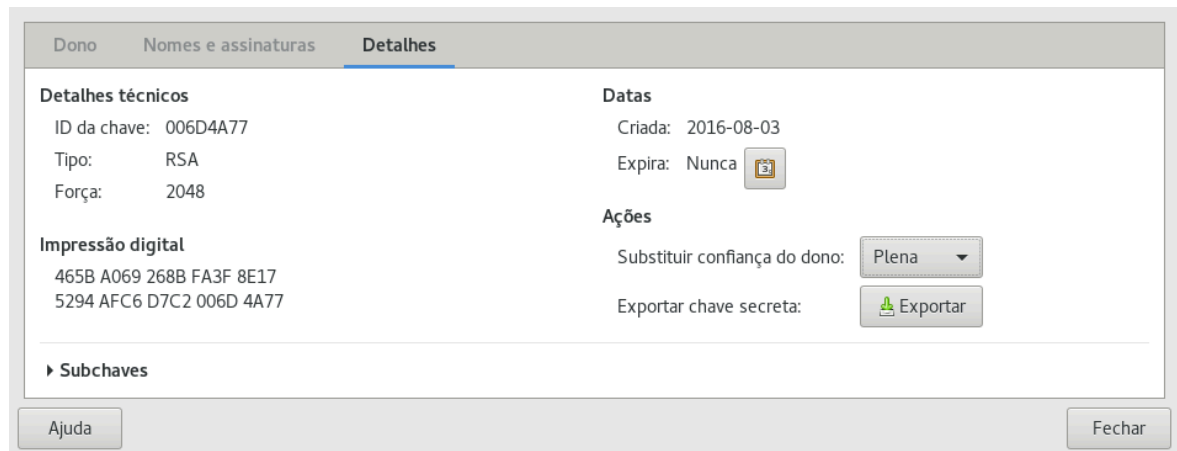 Dono Nomes e assinaturas Detalhes
Detalhes técnicos
ID da chave: 006D4A77
Tipo: RSA
Força: 2048
Impressão digital
465B A069 268B FA3F 8E17
5294 AFC6 D7C2 006D 4A77
Datas
Criada: 2016-08-03
Expira: Nunca
Ações
Substituir confiança do dono: Plena
Exportar chave secreta: Exportar
Subchaves
Ajuda Fechar